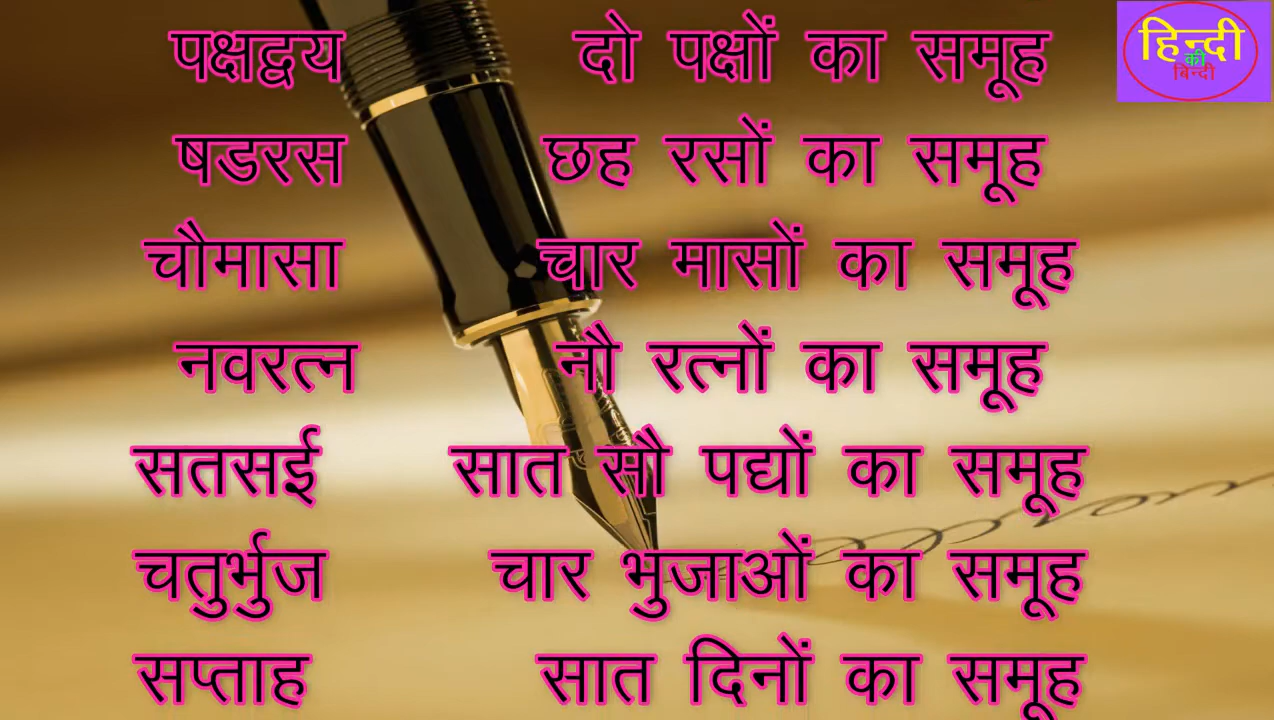 पक्षद्वय दो पक्षों का समूह
हिन्दी
की
बिन्दी
षडरस छह रसों का समूह
चौमासा चार मासों का समूह
नवरत्न नौ रत्नों का समूह
सतसई सात सौ पद्यों का समूह
चतुर्भुज चार भुजाओं का समूह
सप्ताह सात दिनों का समूह